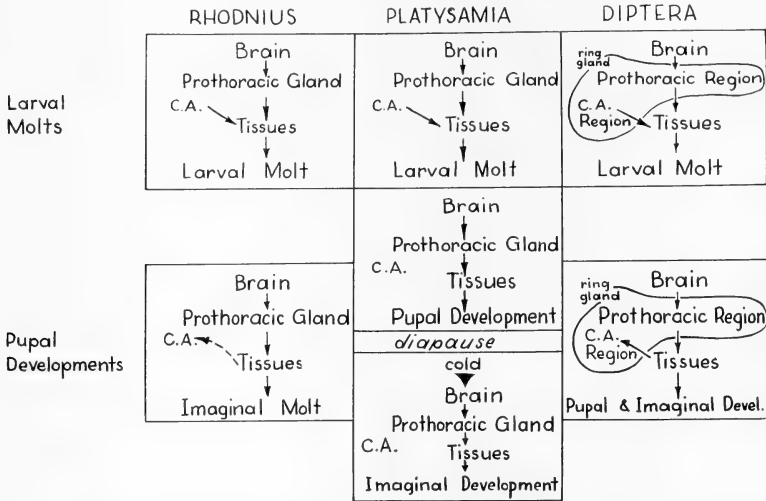 RHODNIUS
PLATYSAMIA
DIPTERA
Larval
Molts
Brain
Prothoracic Gland
C.A.
Tissues
Larval Molt
Brain
Prothoracic Gland
C.A.
Tissues
Larval Molt
ring
gland
Brain
Prothoracic Region
C.A.
Region
Tissues
Larval Molt
Pupal
Developments
Brain
Prothoracic Gland
C.A.
Tissues
Imaginal Molt
Brain
Prothoracic Gland
C.A.
Tissues
Pupal Development
diapause
cold
Brain
Prothoracic Gland
C.A.
Tissues
Imaginal Development
ring
gland
Brain
Prothoracic Region
C.A.
Region
Tissues
Pupal & Imaginal Devel.